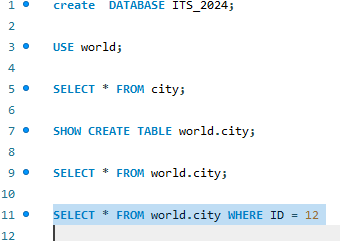 1 create  DATABASE ITS_2024;
2
3 USE world;
4
5 SELECT * FROM city;
6
7 SHOW CREATE TABLE world.city;
8
9 SELECT * FROM world.city;
10
11 SELECT * FROM world.city WHERE ID = 12
12